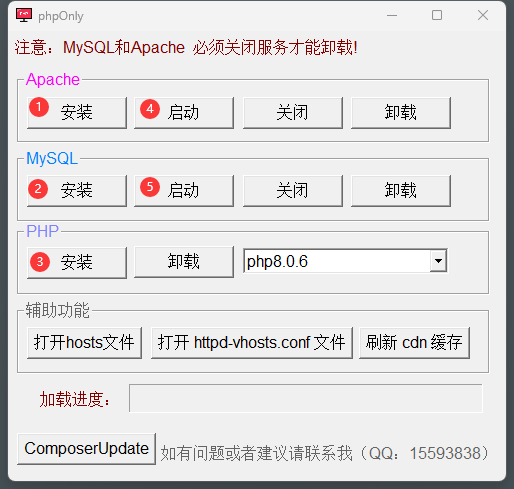 phpOnly
注意：MySQL和Apache 必须关闭服务才能卸载!
Apache
1 安装 4 启动 关闭 卸载
MySQL
2 安装 5 启动 关闭 卸载
PHP
3 安装 卸载 php8.0.6
辅助功能
打开hosts文件 打开 httpd-vhosts.conf 文件 刷新 cdn 缓存
加载进度：
ComposerUpdate 如有问题或者建议请联系我（QQ：15593838）